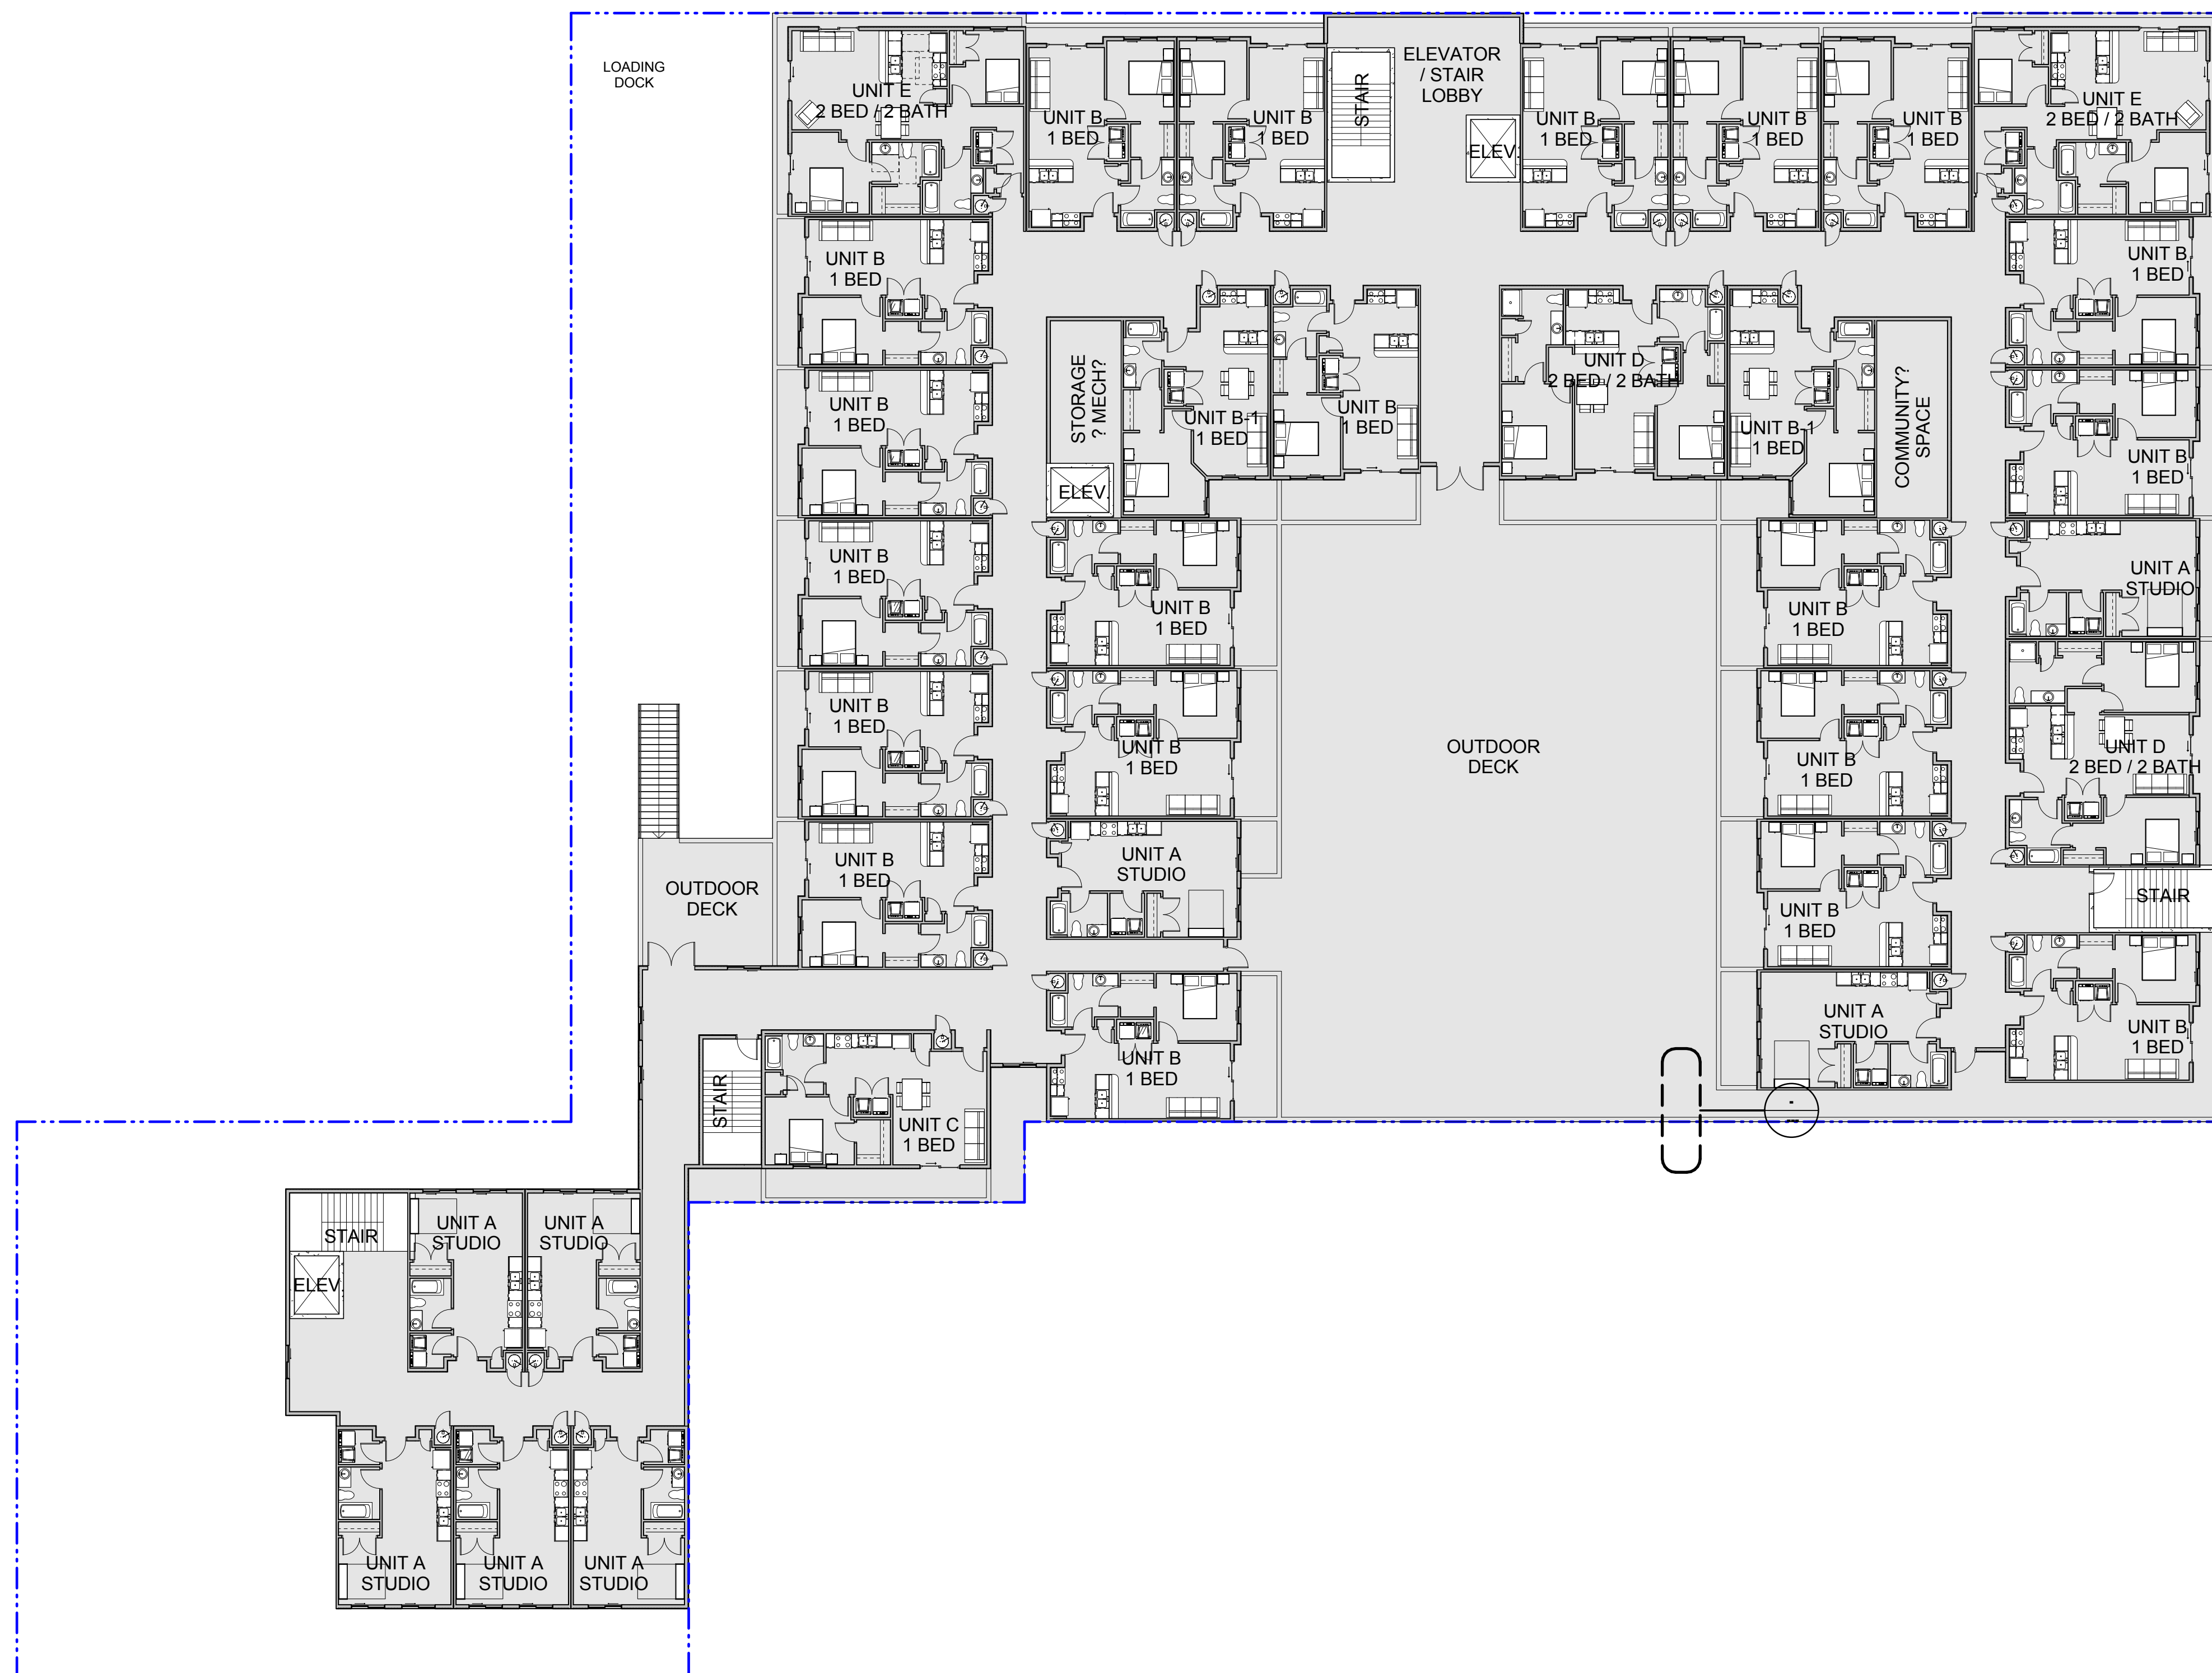 LOADING
DOCK
UNIT E
2 BED / 2 BATH
UNIT B
1 BED
UNIT B
1 BED
STAIR
ELEVATOR
/ STAIR
LOBBY
ELEV.
UNIT B
1 BED
UNIT B
1 BED
UNIT B
1 BED
UNIT E
2 BED / 2 BATH
UNIT B
1 BED
UNIT B
1 BED
UNIT B
1 BED
UNIT B
1 BED
UNIT B
1 BED
STORAGE
? MECH?
ELEV.
UNIT B-1
1 BED
UNIT B
1 BED
UNIT D
2 BED / 2 BATH
UNIT B-1
1 BED
COMMUNITY?
SPACE
UNIT B
1 BED
UNIT B
1 BED
UNIT A
STUDIO
UNIT D
2 BED / 2 BATH
STAIR
UNIT B
1 BED
UNIT B
1 BED
UNIT B
1 BED
UNIT A
STUDIO
UNIT B
1 BED
OUTDOOR
DECK
UNIT B
1 BED
UNIT B
1 BED
UNIT B
1 BED
UNIT A
STUDIO
OUTDOOR
DECK
STAIR
UNIT C
1 BED
STAIR
ELEV.
UNIT A
STUDIO
UNIT A
STUDIO
UNIT A
STUDIO
UNIT A
STUDIO
UNIT A
STUDIO